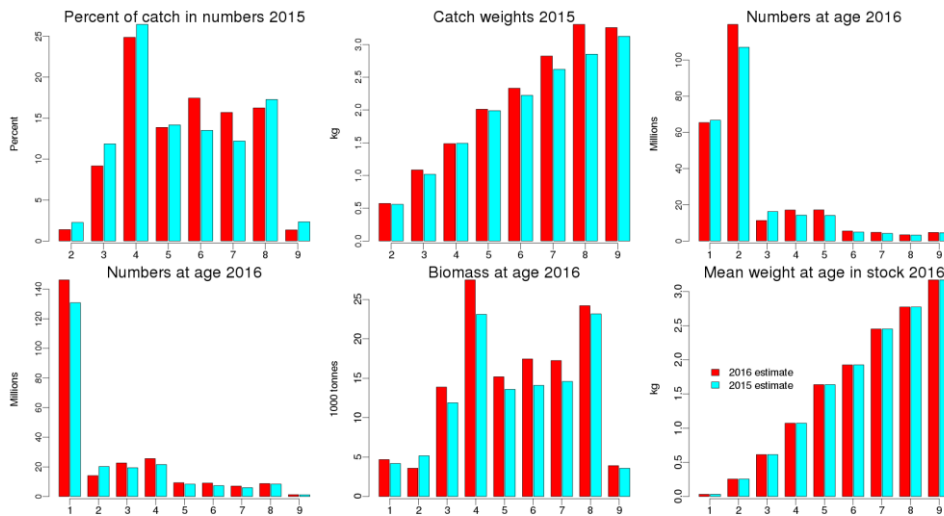 Percent of catch in numbers 2015
Percent
0 5 10 15 20 25
2 3 4 5 6 7 8 9
Catch weights 2015
kg
0.0 0.5 1.0 1.5 2.0 2.5 3.0
2 3 4 5 6 7 8 9
Numbers at age 2016
Millions
0 20 40 60 80 100
1 2 3 4 5 6 7 8 9
Numbers at age 2016
Millions
0 20 40 60 80 100 120 140
1 2 3 4 5 6 7 8 9
Biomass at age 2016
1000 tonnes
0 5 10 15 20 25
1 2 3 4 5 6 7 8 9
Mean weight at age in stock 2016
kg
0.0 0.5 1.0 1.5 2.0 2.5 3.0
2016 estimate
2015 estimate
1 2 3 4 5 6 7 8 9